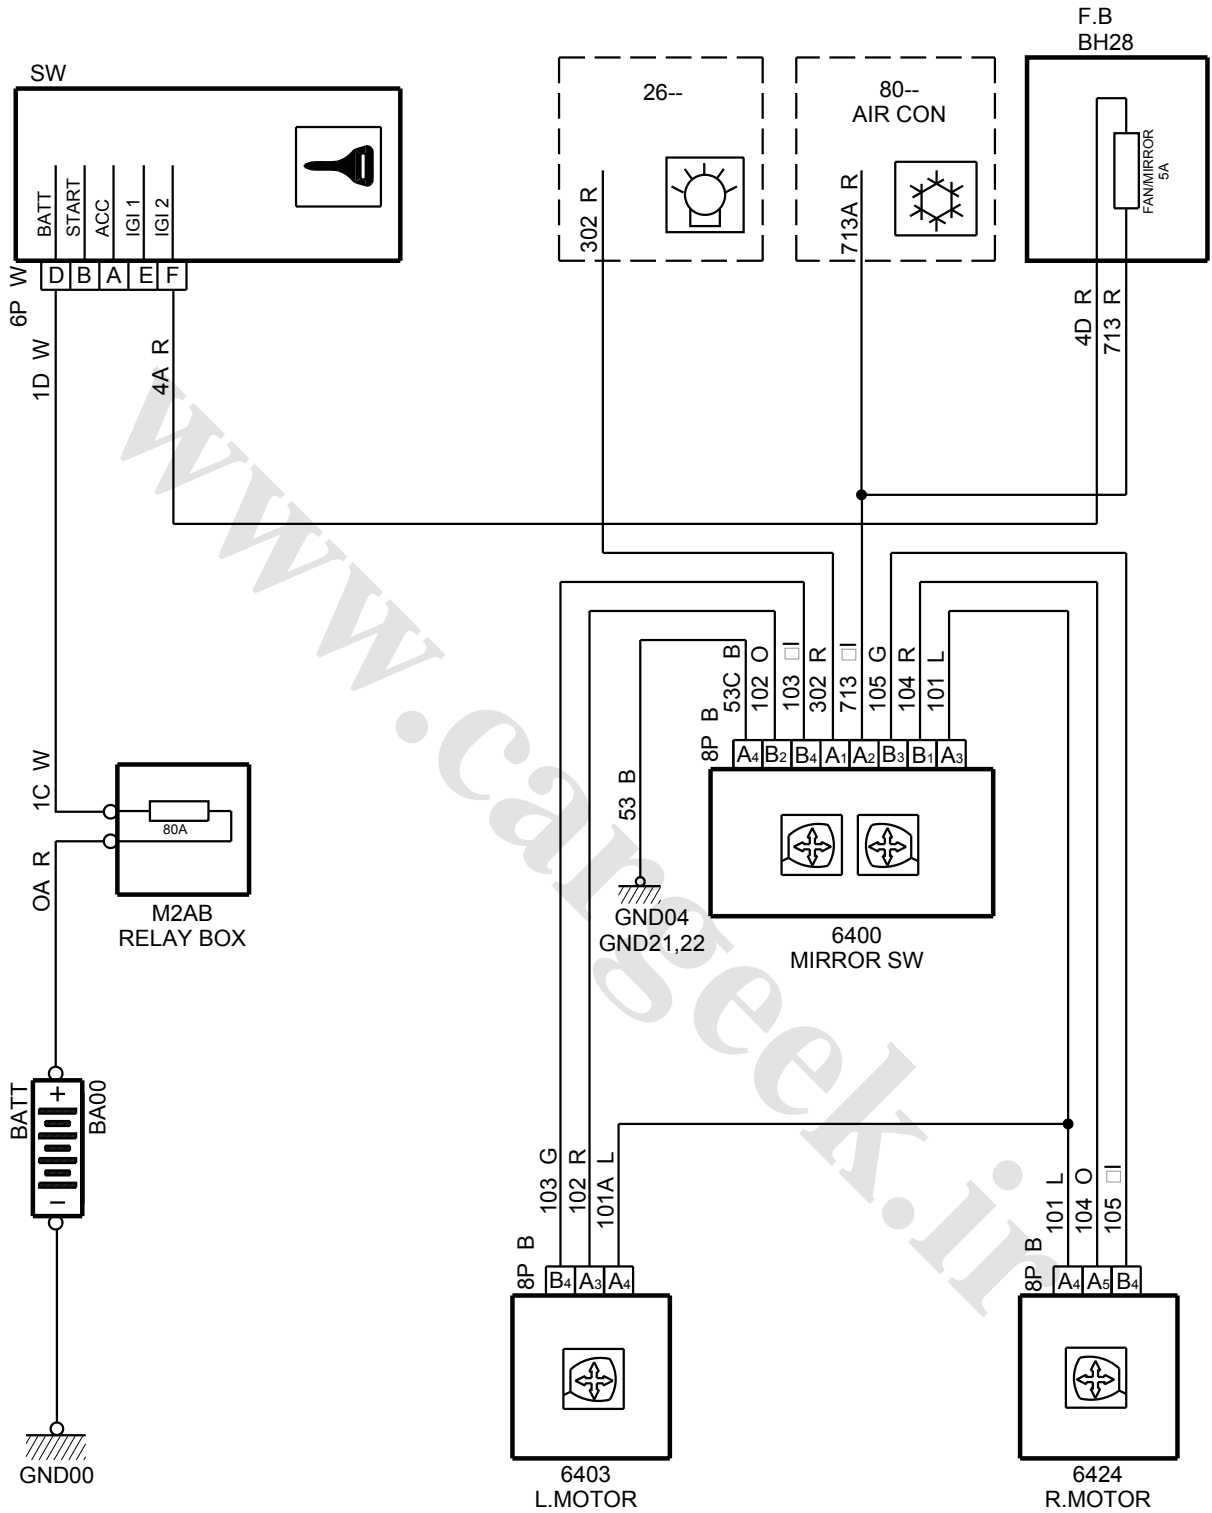 F.B
BH28
SW
26--
80--
AIR CON
FAN/MIRROR
5A
BATT
START
ACC
IGI 1
IGI 2
302 R
713A R
D B A E F
6P W
1D W
4A R
4D R
713 R
53C B
102 O
103 □I
302 R
713 □I
105 G
104 R
101 L
8P B
A4 B2 B4 A1 A2 B3 B1 A3
1C W
53 B
80A
OA R
M2AB
RELAY BOX
GND04
GND21,22
6400
MIRROR SW
BATT
+
−
BA00
103 G
102 R
101A L
101 L
104 O
105 □I
8P B
B4 A3 A4
8P B
A4 A5 B4
GND00
6403
L.MOTOR
6424
R.MOTOR
www.cargeek.ir